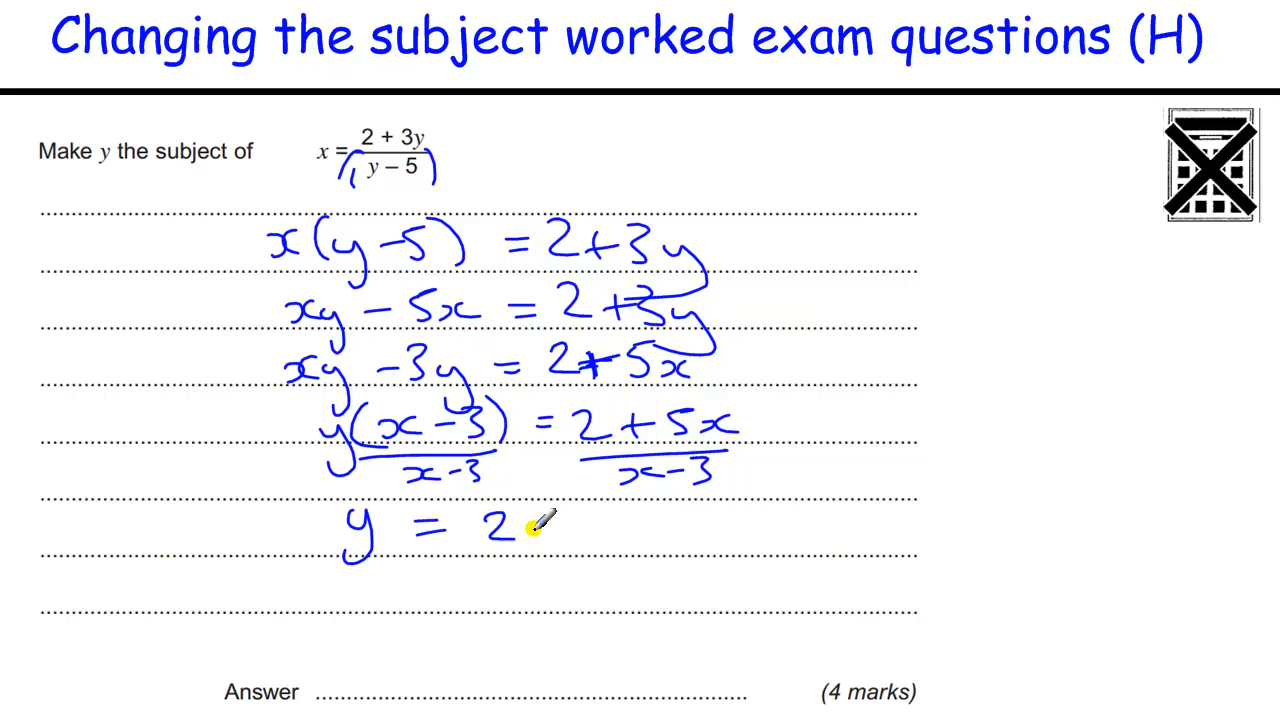 Changing the subject worked exam questions (H)
Make y the subject of x = (2 + 3y)/(y – 5)
x(y – 5) = 2 + 3y
xy – 5x = 2 + 3y
xy – 3y = 2 + 5x
y(x – 3)/(x – 3) = (2 + 5x)/(x – 3)
y = 2
Answer ........................................................................ (4 marks)